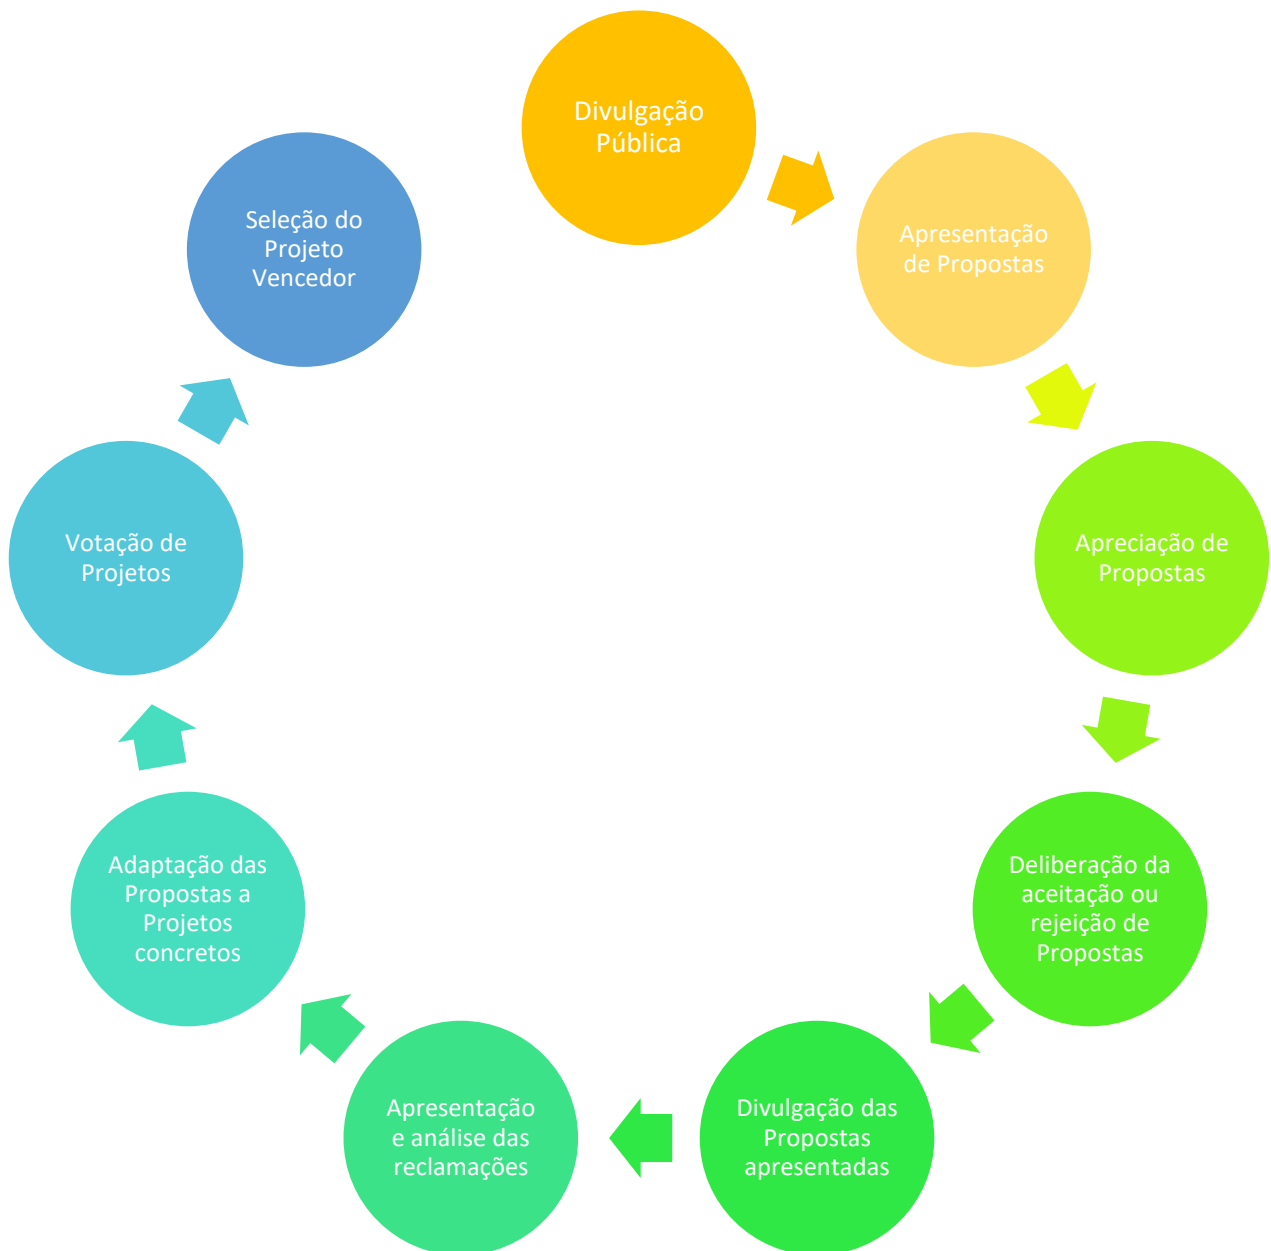 Divulgação
Pública
Apresentação
de Propostas
Apreciação de
Propostas
Deliberação da
aceitação ou
rejeição de
Propostas
Divulgação das
Propostas
apresentadas
Apresentação
e análise das
reclamações
Adaptação das
Propostas a
Projetos
concretos
Votação de
Projetos
Seleção do
Projeto
Vencedor